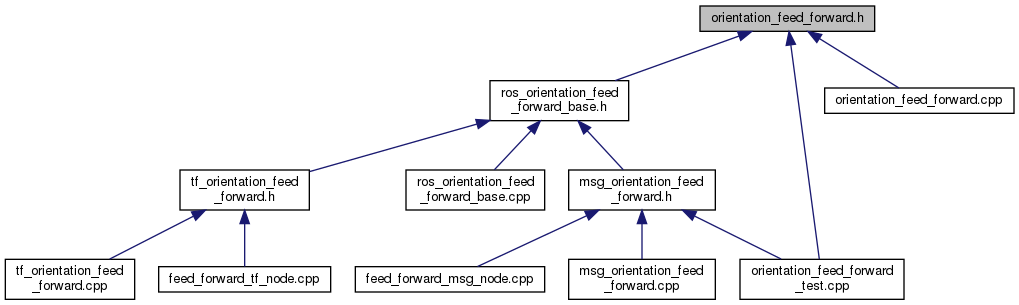 orientation_feed_forward.h
ros_orientation_feed
_forward_base.h
orientation_feed_forward.cpp
tf_orientation_feed
_forward.h
ros_orientation_feed
_forward_base.cpp
msg_orientation_feed
_forward.h
tf_orientation_feed
_forward.cpp
feed_forward_tf_node.cpp
feed_forward_msg_node.cpp
msg_orientation_feed
_forward.cpp
orientation_feed_forward
_test.cpp